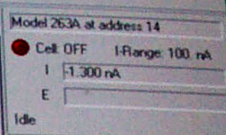 Model 263A at address 14
Cell: OFF I-Range: 100 nA
I -1.300 nA
E
Idle